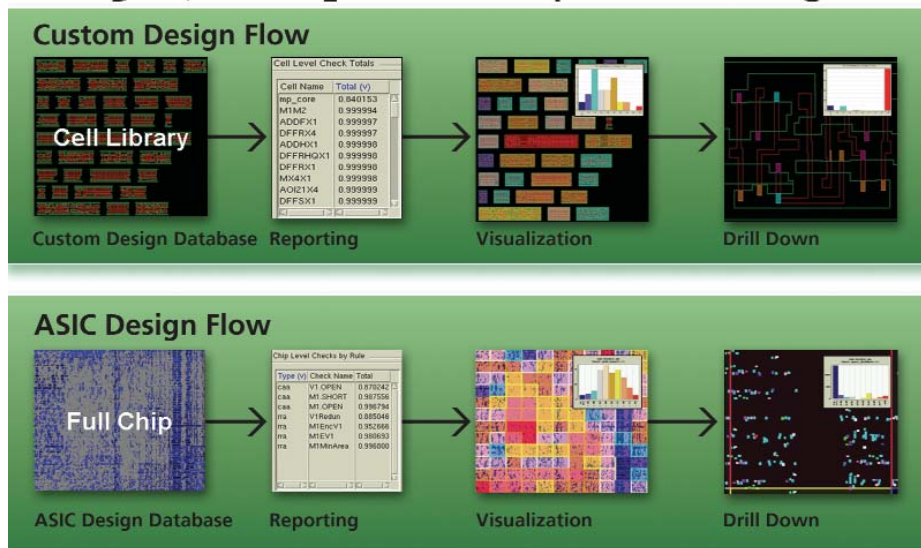 Custom Design Flow
Cell Library
Cell Level Check Totals
Cell Name Total (v)
mp_core 0.840153
M1M2 0.999994
ADDFX1 0.999997
DFFRX4 0.999997
ADDHX1 0.999998
DFFRHQX1 0.999998
DFFRX1 0.999998
MX4X1 0.999998
AOI21X4 0.999999
DFFSX1 0.999999
Custom Design Database Reporting Visualization Drill Down
ASIC Design Flow
Full Chip
Chip Level Checks by Rule
Type (v) Check Name Total
caa V1.OPEN 0.870242
caa M1.SHORT 0.987556
caa M1.OPEN 0.996794
rra V1Redun 0.885046
rra M1EncV1 0.952666
rra M1EV1 0.980693
rra M1MinArea 0.996000
ASIC Design Database Reporting Visualization Drill Down